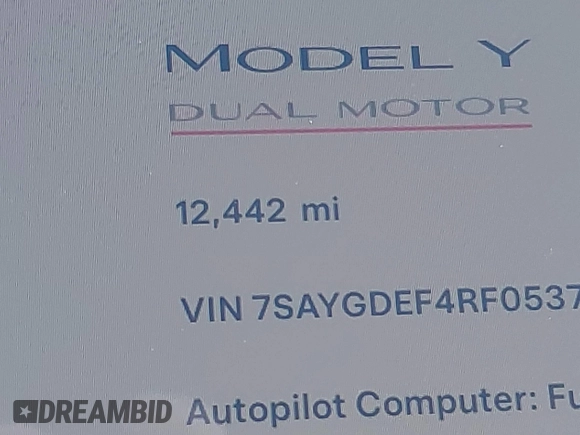 MODEL Y
DUAL MOTOR
12,442 mi
VIN 7SAYGDEF4RF0537
Autopilot Computer: Fu
DREAMBID